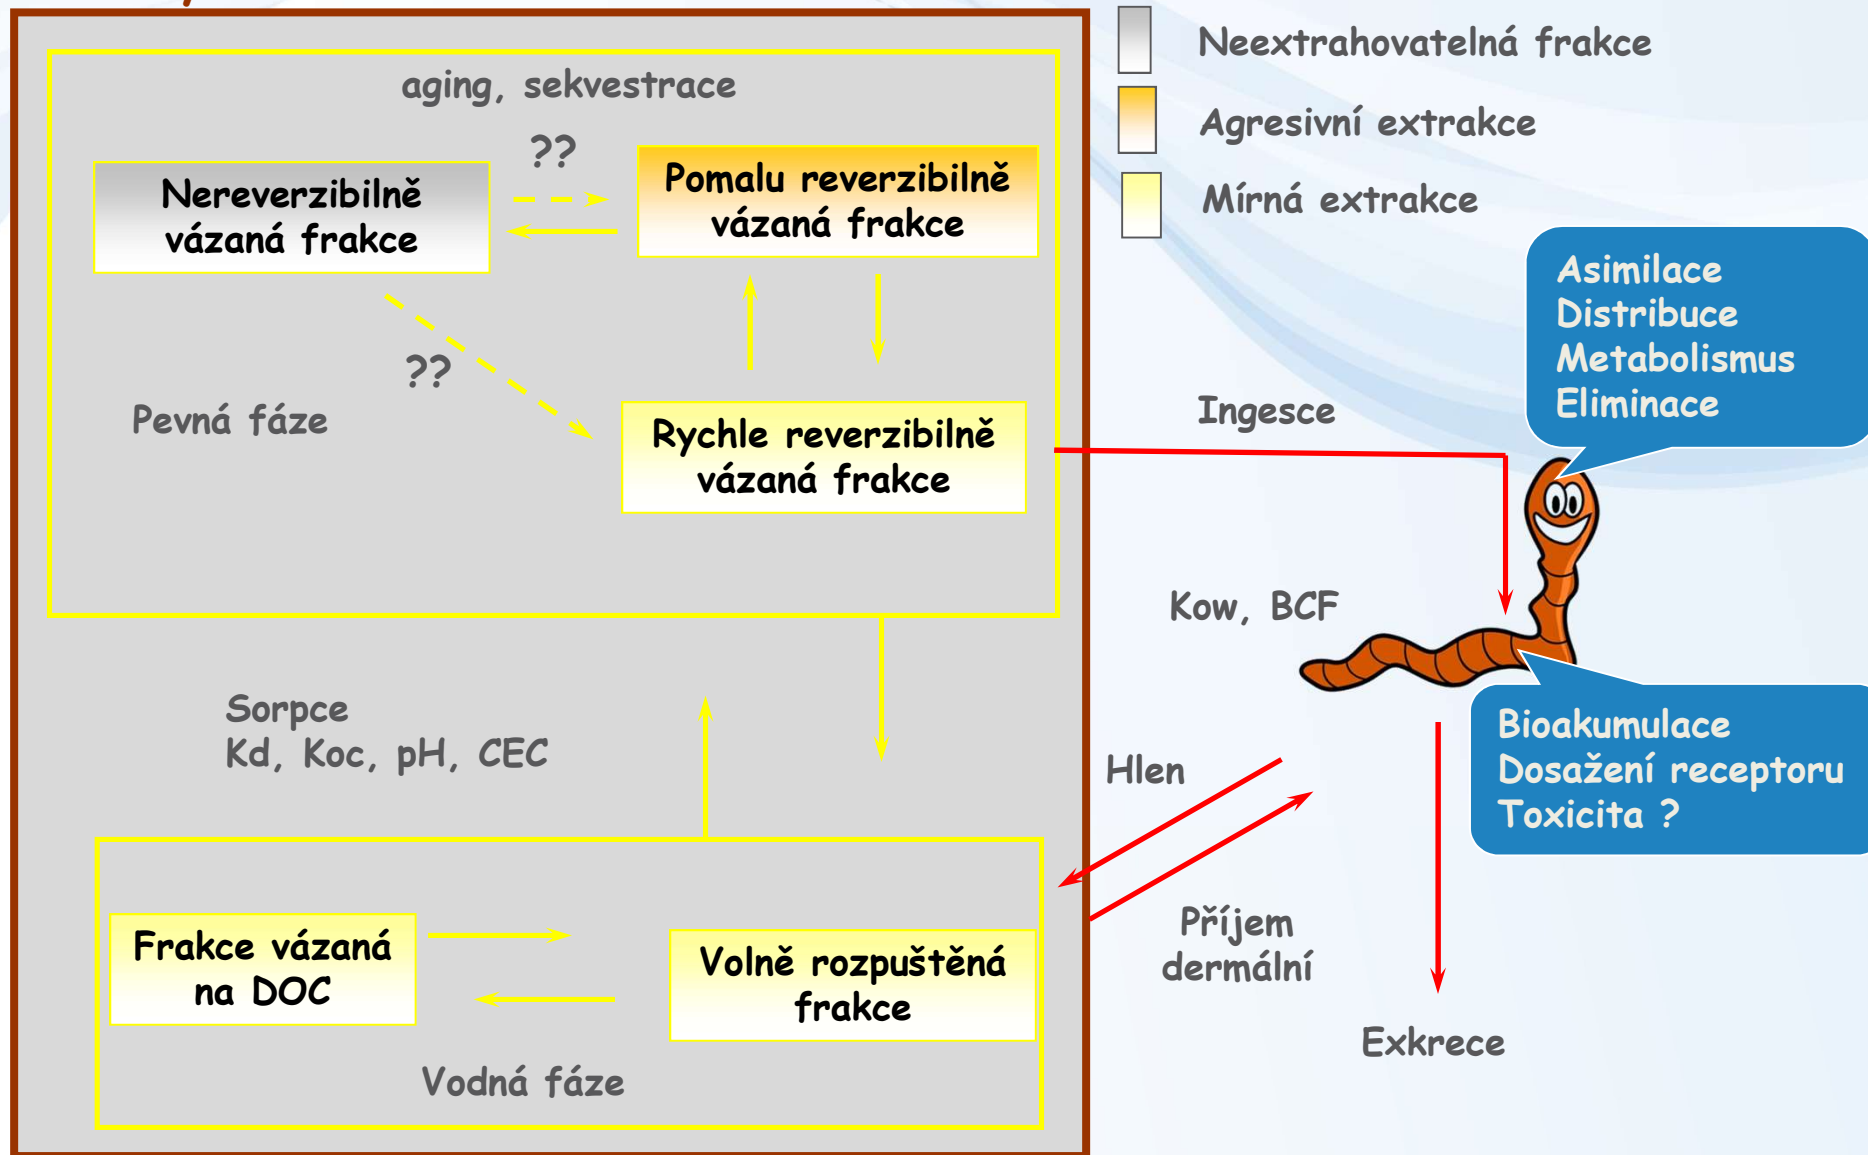 Neextrahovatelná frakce
Agresivní extrakce
Mírná extrakce
aging, sekvestrace
??
Nereverzibilně
vázaná frakce
Pomalu reverzibilně
vázaná frakce
??
Pevná fáze
Rychle reverzibilně
vázaná frakce
Ingesce
Asimilace
Distribuce
Metabolismus
Eliminace
Kow, BCF
Sorpce
Kd, Koc, pH, CEC
Hlen
Bioakumulace
Dosažení receptoru
Toxicita ?
Příjem
dermální
Frakce vázaná
na DOC
Volně rozpuštěná
frakce
Vodná fáze
Exkrece